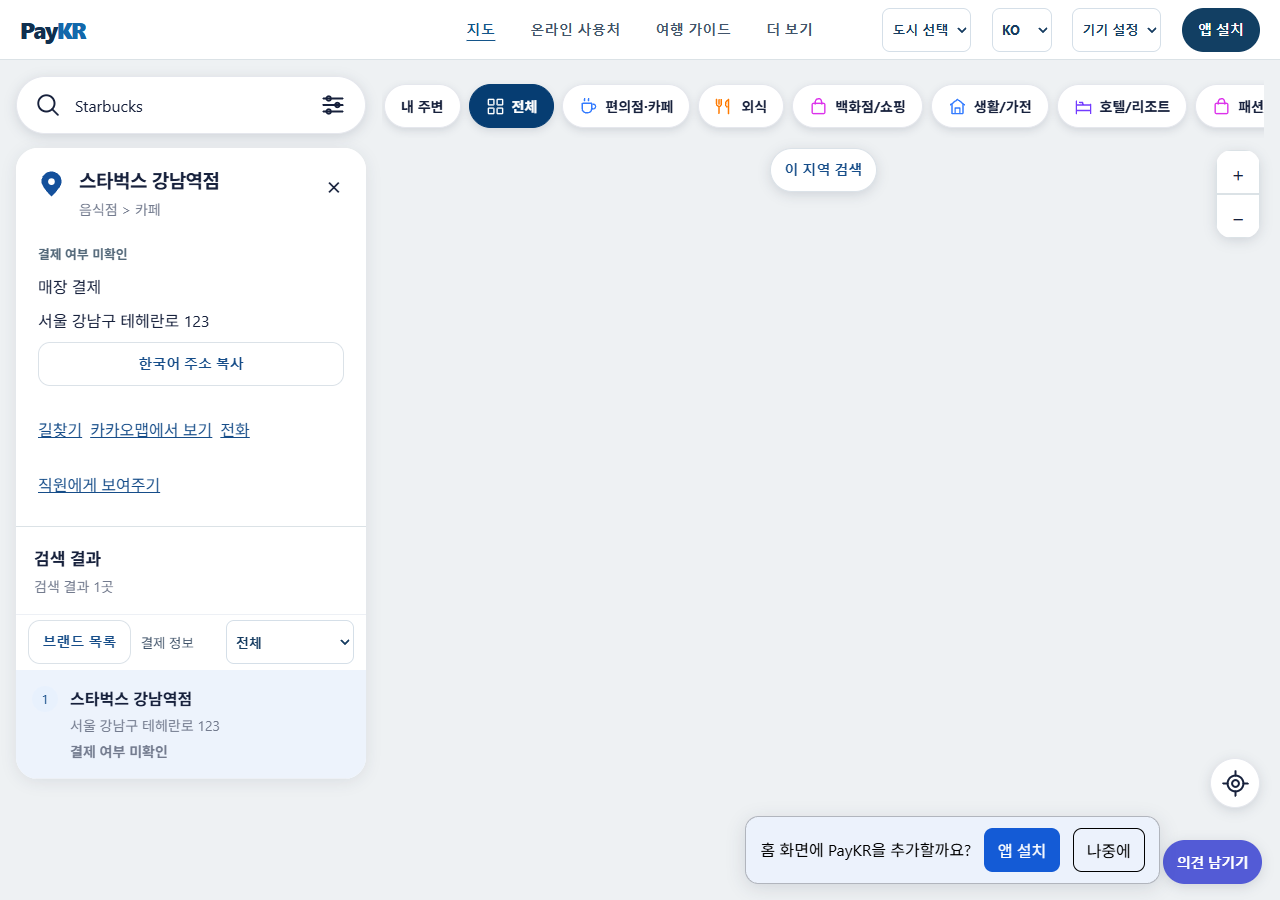 PayKR
지도
온라인 사용처
여행 가이드
더 보기
도시 선택
KO
기기 설정
앱 설치
Starbucks
내 주변
전체
편의점·카페
외식
백화점/쇼핑
생활/가전
호텔/리조트
패션
이 지역 검색
+
−
스타벅스 강남역점
음식점 > 카페
결제 여부 미확인
매장 결제
서울 강남구 테헤란로 123
한국어 주소 복사
길찾기 카카오맵에서 보기 전화
직원에게 보여주기
검색 결과
검색 결과 1곳
브랜드 목록
결제 정보
전체
1
스타벅스 강남역점
서울 강남구 테헤란로 123
결제 여부 미확인
홈 화면에 PayKR을 추가할까요?
앱 설치
나중에
의견 남기기